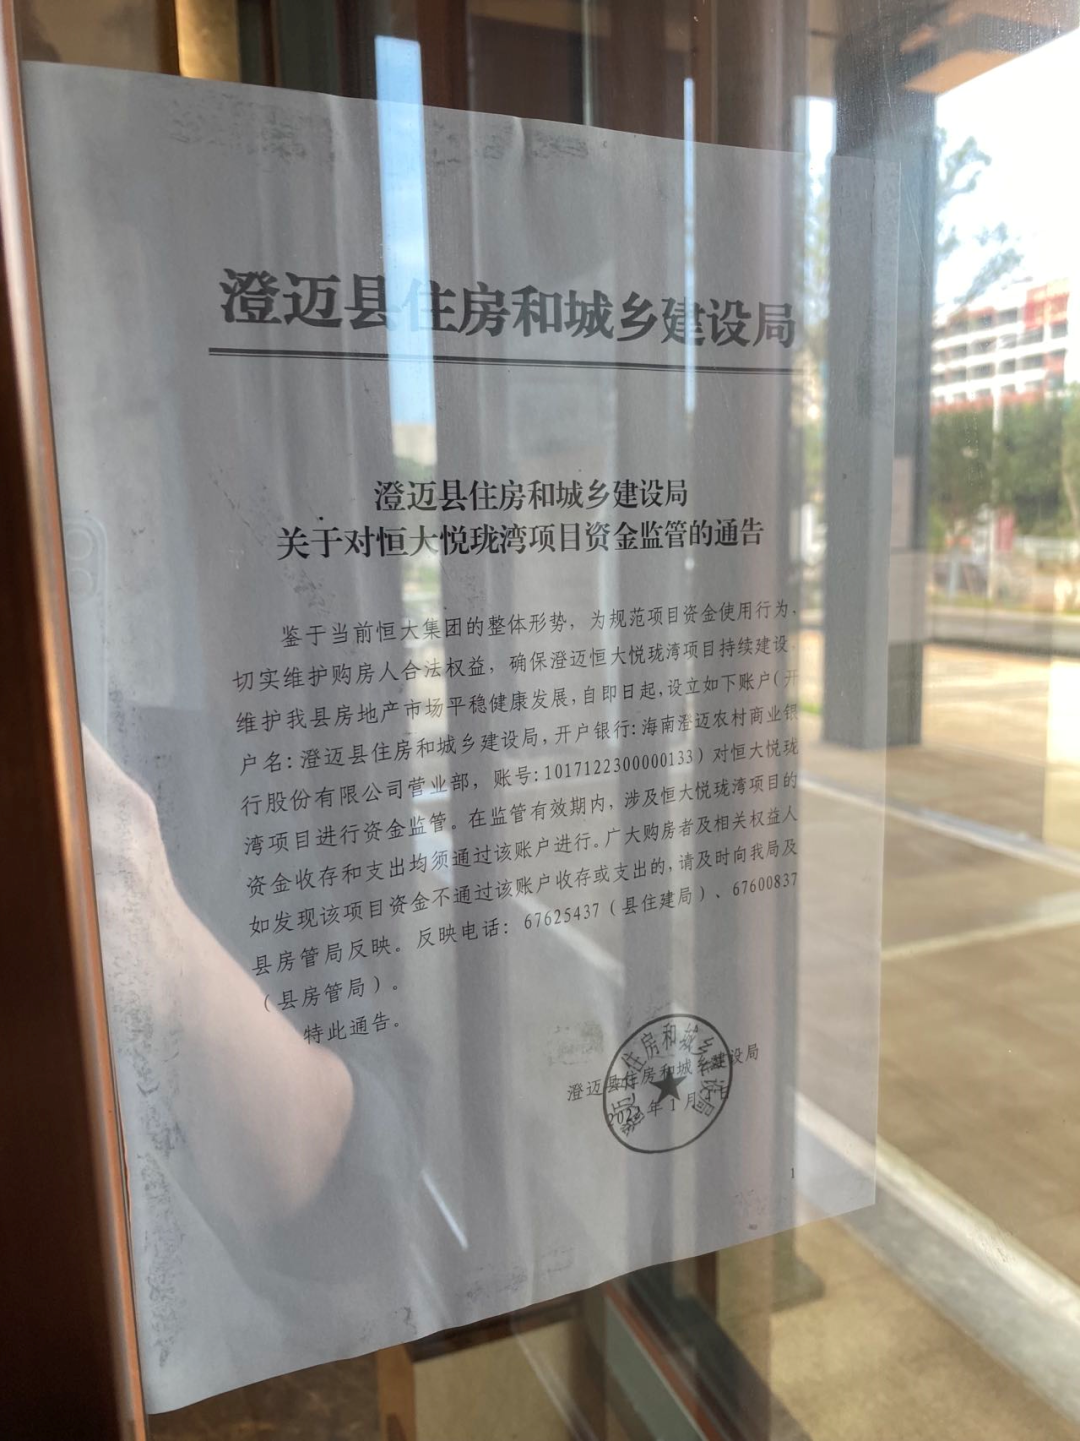 澄迈县住房和城乡建设局
澄迈县住房和城乡建设局
关于对恒大悦珑湾项目资金监管的通告
鉴于当前恒大集团的整体形势，为规范项目资金使用行为，
切实维护购房人合法权益，确保澄迈恒大悦珑湾项目持续建设，
维护我县房地产市场平稳健康发展，自即日起，设立如下账户（开
户名：澄迈县住房和城乡建设局，开户银行：海南澄迈农村商业银
行股份有限公司营业部，账号：1017122300000133）对恒大悦珑
湾项目进行资金监管。在监管有效期内，涉及恒大悦珑湾项目的
资金收存和支出均须通过该账户进行。广大购房者及相关权益人
如发现该项目资金不通过该账户收存或支出的，请及时向我局及
县房管局反映。反映电话：67625437（县住建局）、67600837
（县房管局）。
特此通告。
澄迈县住房和城乡建设局
年1月
1